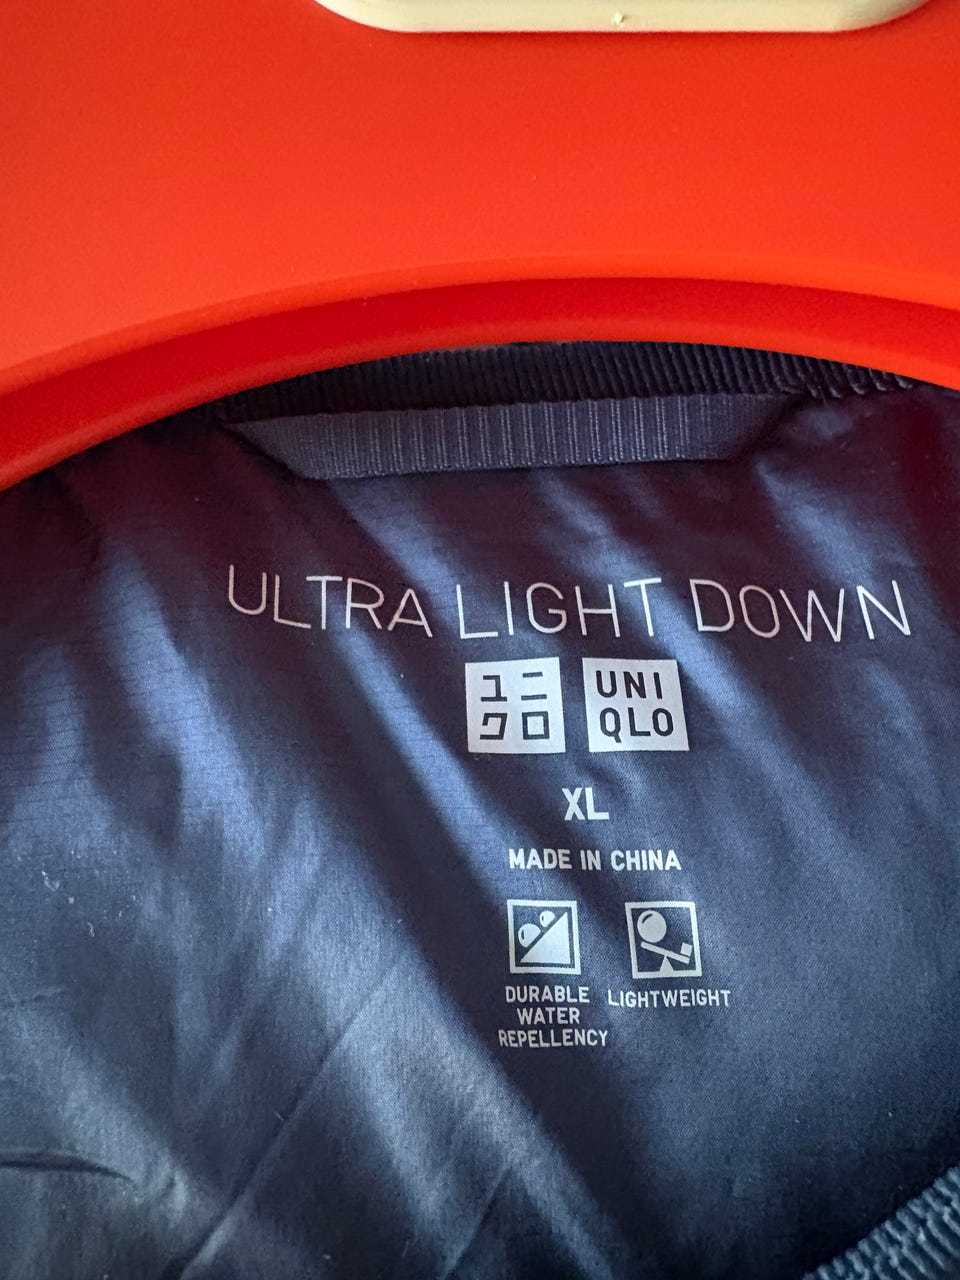 ULTRA LIGHT DOWN
ユニ
クロ
UNI
QLO
XL
MADE IN CHINA
DURABLE
WATER
REPELLENCY
LIGHTWEIGHT